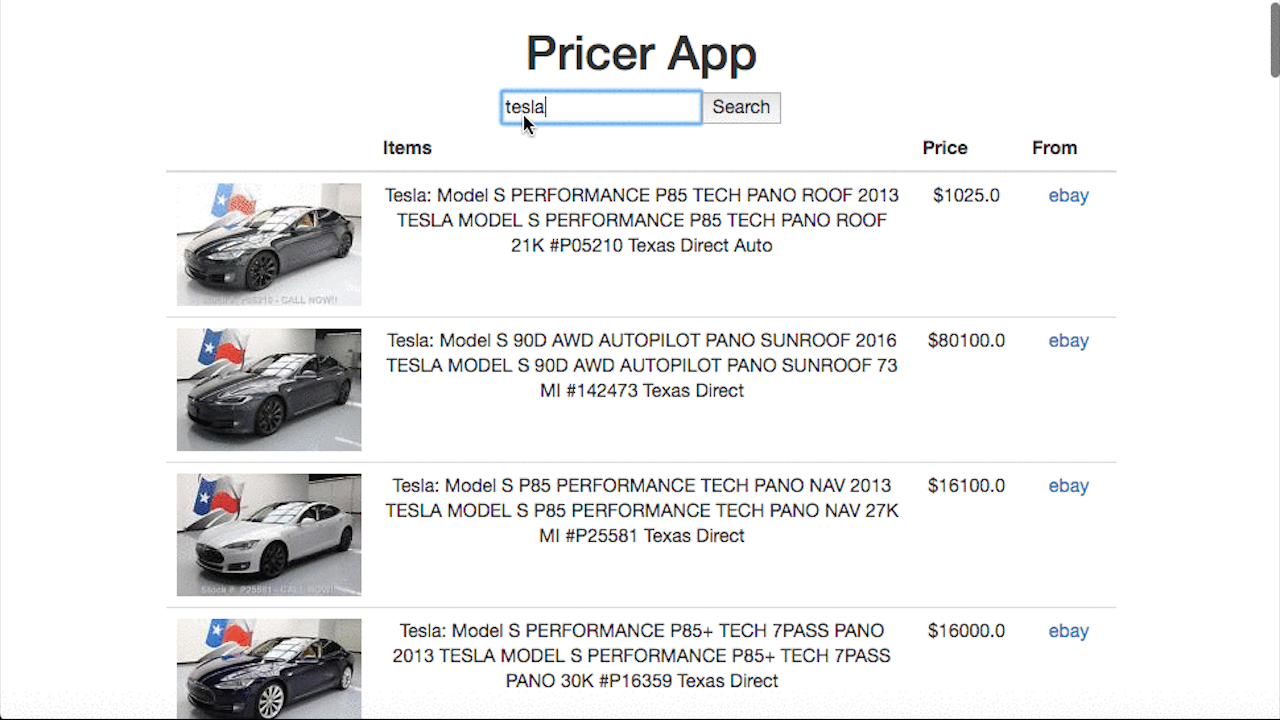 Pricer App
tesla
Search
Items Price From
Tesla: Model S PERFORMANCE P85 TECH PANO ROOF 2013 $1025.0 ebay
TESLA MODEL S PERFORMANCE P85 TECH PANO ROOF
21K #P05210 Texas Direct Auto
Tesla: Model S 90D AWD AUTOPILOT PANO SUNROOF 2016 $80100.0 ebay
TESLA MODEL S 90D AWD AUTOPILOT PANO SUNROOF 73
MI #142473 Texas Direct
Tesla: Model S P85 PERFORMANCE TECH PANO NAV 2013 $16100.0 ebay
TESLA MODEL S P85 PERFORMANCE TECH PANO NAV 27K
MI #P25581 Texas Direct
Stock #: P25581 - CALL NOW!!
Tesla: Model S PERFORMANCE P85+ TECH 7PASS PANO $16000.0 ebay
2013 TESLA MODEL S PERFORMANCE P85+ TECH 7PASS
PANO 30K #P16359 Texas Direct